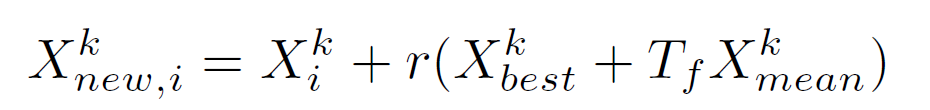 X^k_{new,i} = X^k_i + r(X^k_{best} + T_f X^k_{mean})